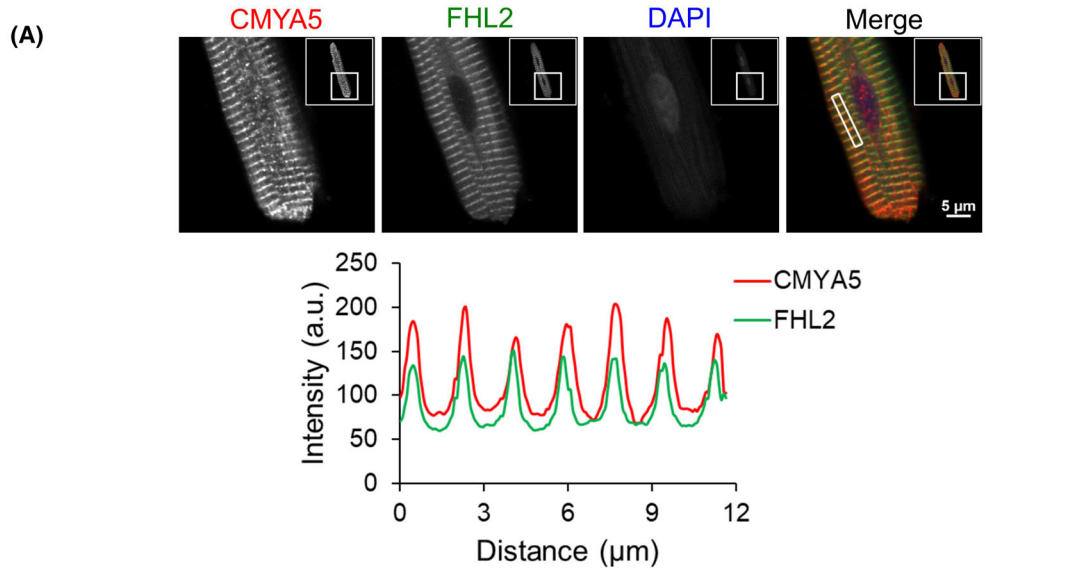 (A)
CMYA5 FHL2 DAPI Merge
5 µm
250
200
150
100
50
0
Intensity (a.u.)
CMYA5
FHL2
0 3 6 9 12
Distance (µm)